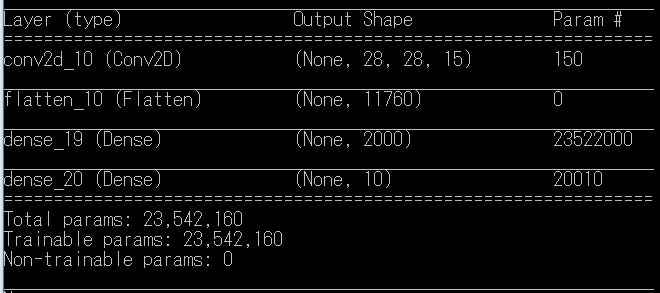 Layer (type) Output Shape Param #
=================================================================
conv2d_10 (Conv2D) (None, 28, 28, 15) 150
flatten_10 (Flatten) (None, 11760) 0
dense_19 (Dense) (None, 2000) 23522000
dense_20 (Dense) (None, 10) 20010
=================================================================
Total params: 23,542,160
Trainable params: 23,542,160
Non-trainable params: 0